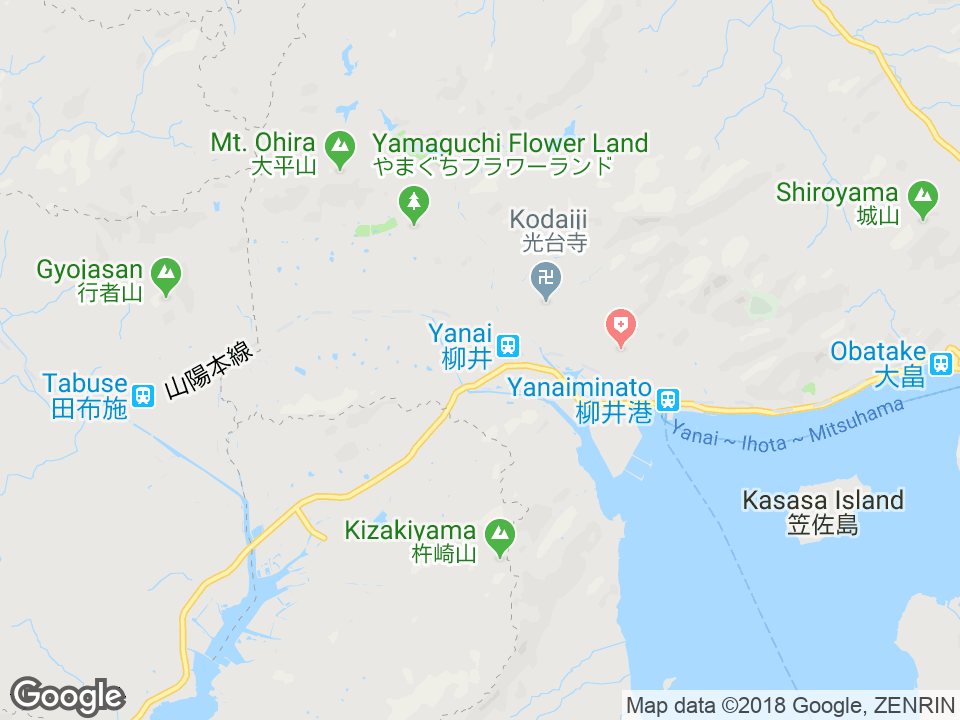 Mt. Ohira
大平山
Yamaguchi Flower Land
やまぐちフラワーランド
Shiroyama
城山
Kodaiji
光台寺
Gyojasan
行者山
Yanai
柳井
Obatake
大畠
山陽本線
Tabuse
田布施
Yanaiminato
柳井港
Yanai ~ Ihota ~ Mitsuhama
Kasasa Island
笠佐島
Kizakiyama
杵崎山
Google
Map data ©2018 Google, ZENRIN